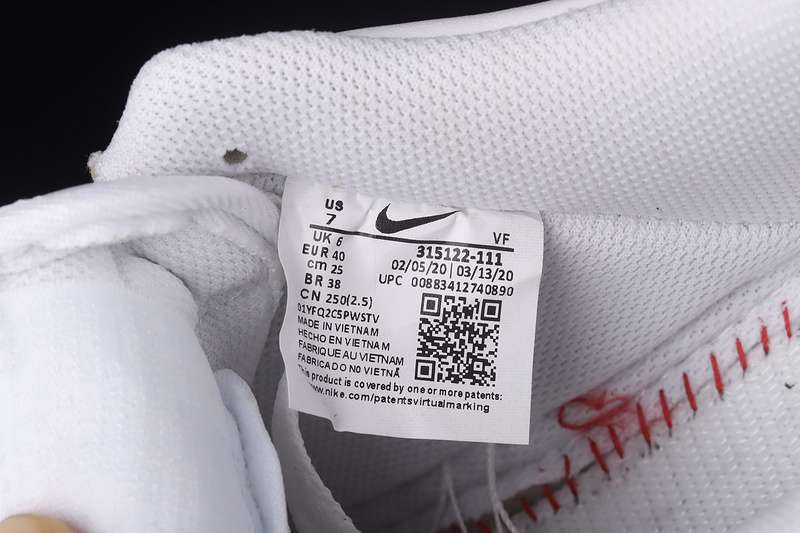 US
7
VF
UK 6
315122-111
EUR 40
02/05/20 | 03/13/20
cm 25
UPC 00883412740890
BR 38
CN 250(2.5)
01YFQ2C5PWSTV
MADE IN VIETNAM
HECHO EN VIETNAM
FABRIQUE AU VIETNAM
FABRICADO N0 VIETNÃ
This product is covered by one or more patents:
www.nike.com/patentsvirtualmarking